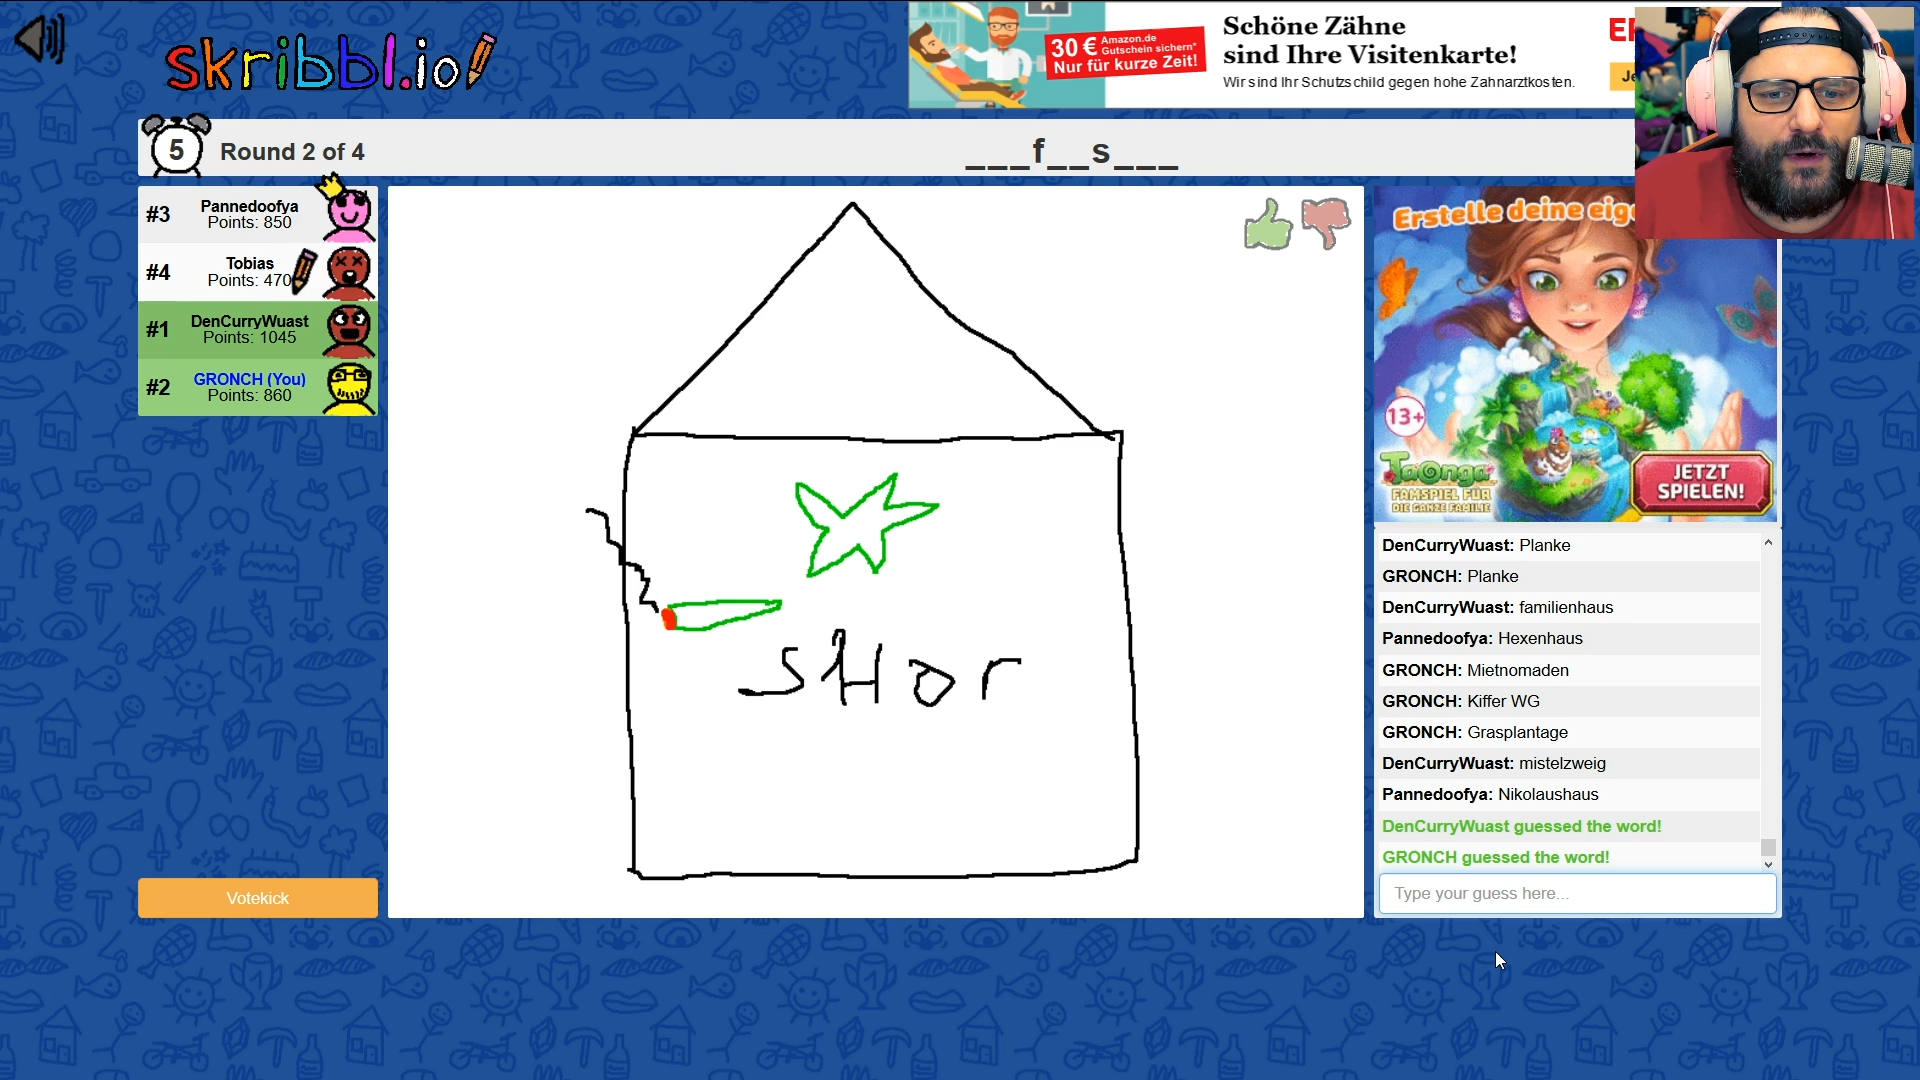 skribbl.io
30 € Amazon.de
Gutschein sichern*
Nur für kurze Zeit!
Schöne Zähne
sind Ihre Visitenkarte!
Wir sind Ihr Schutzschild gegen hohe Zahnarztkosten.
ER
Je
5
Round 2 of 4
___f__s___
#3 Pannedoofya
Points: 850
#4 Tobias
Points: 470
#1 DenCurryWuast
Points: 1045
#2 GRONCH (You)
Points: 860
Votekick
sHor
Erstelle deine eige
13+
Taonga
FARMSPIEL FÜR
DIE GANZE FAMILIE
JETZT
SPIELEN!
DenCurryWuast: Planke
GRONCH: Planke
DenCurryWuast: familienhaus
Pannedoofya: Hexenhaus
GRONCH: Mietnomaden
GRONCH: Kiffer WG
GRONCH: Grasplantage
DenCurryWuast: mistelzweig
Pannedoofya: Nikolaushaus
DenCurryWuast guessed the word!
GRONCH guessed the word!
Type your guess here...